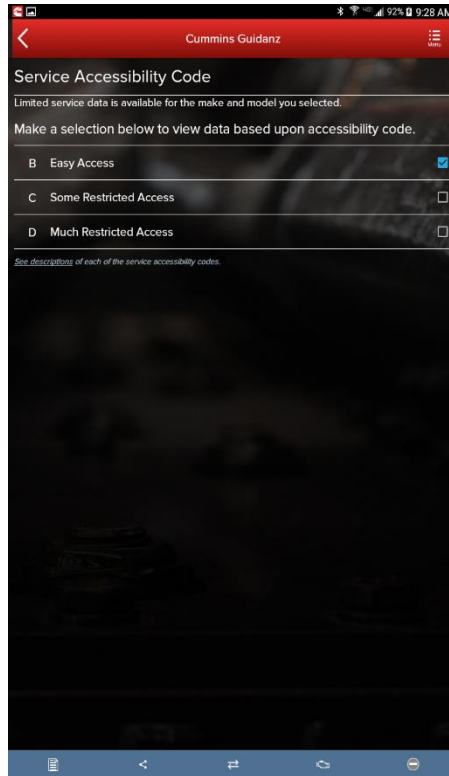 92% 9:28 AM
Cummins Guidanz
Menu
Service Accessibility Code
Limited service data is available for the make and model you selected.
Make a selection below to view data based upon accessibility code.
B Easy Access
C Some Restricted Access
D Much Restricted Access
See descriptions of each of the service accessibility codes.